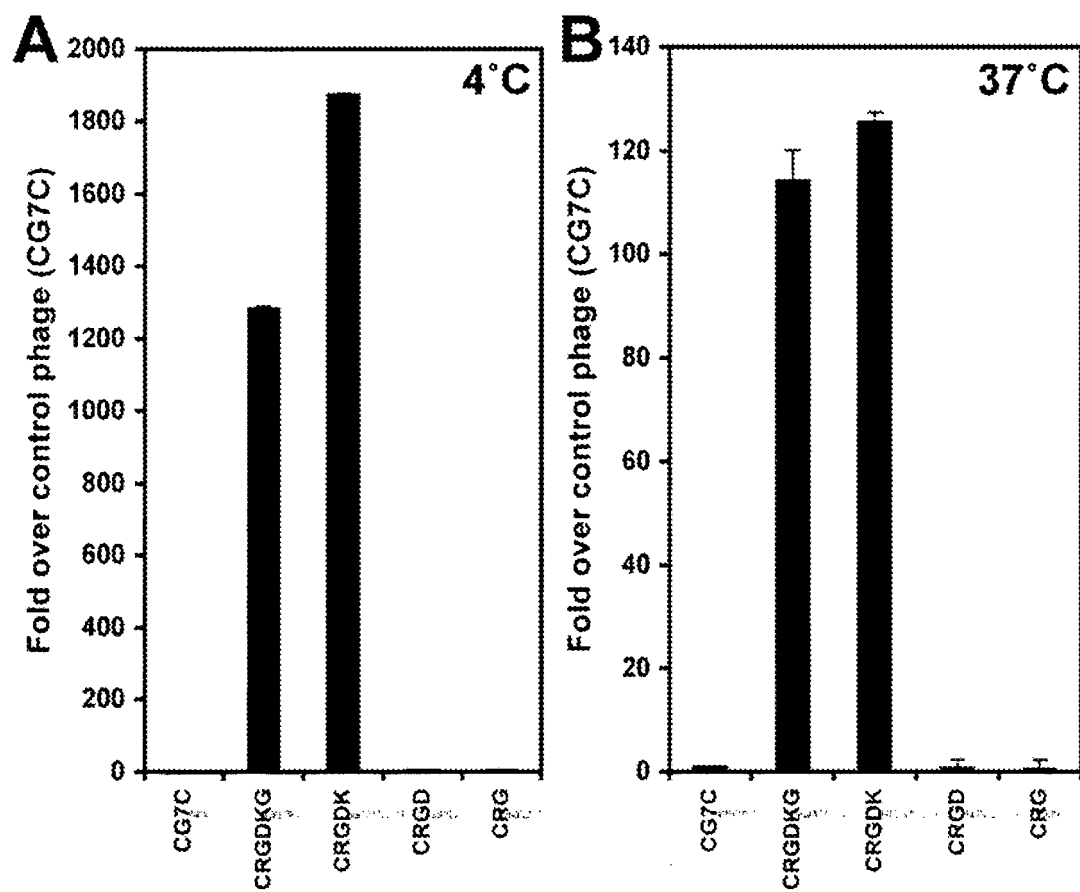 A
4°C
Fold over control phage (CG7C)
2000
1800
1600
1400
1200
1000
800
600
400
200
0
CG7C
CRGDKG
CRGDK
CRGD
CRG
B
37°C
Fold over control phage (CG7C)
140
120
100
80
60
40
20
0
CG7C
CRGDKG
CRGDK
CRGD
CRG